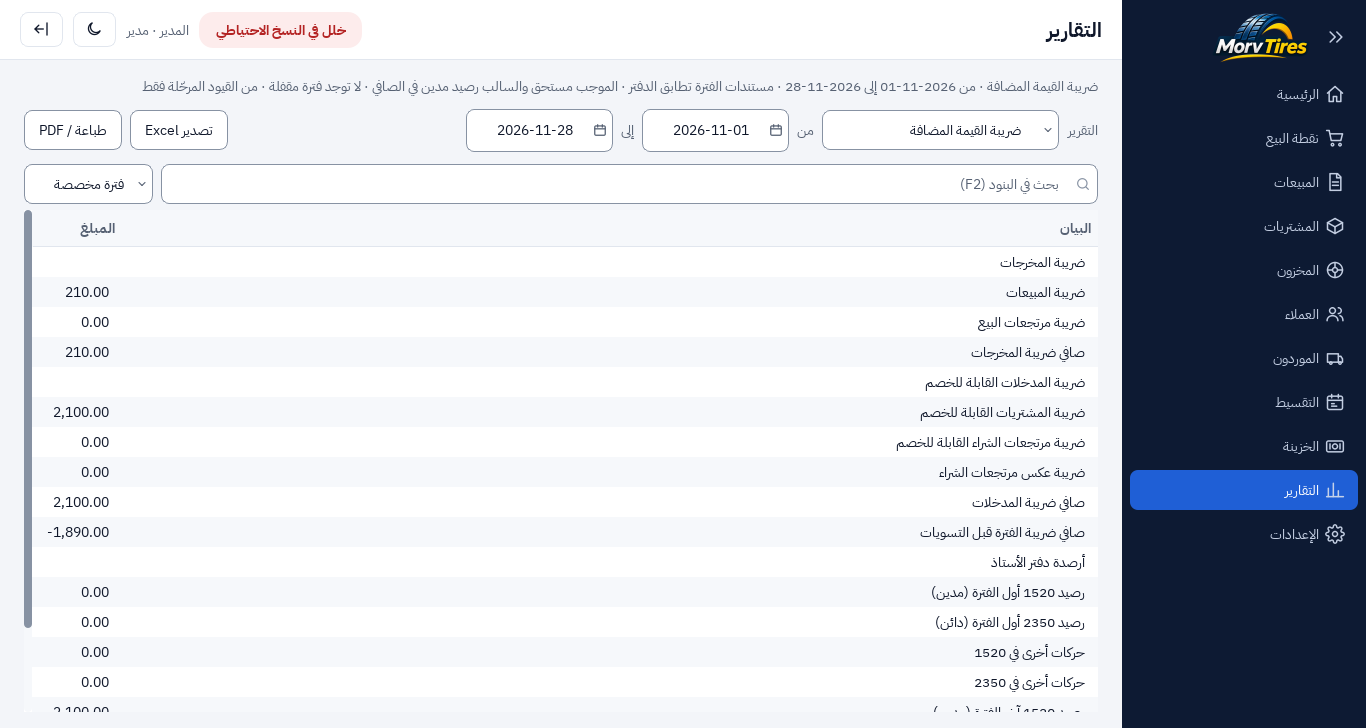 MorvTires
الرئيسية
نقطة البيع
المبيعات
المشتريات
المخزون
العملاء
الموردون
التقسيط
الخزينة
التقارير
الإعدادات
التقارير
خلل في النسخ الاحتياطي
المدير · مدير
ضريبة القيمة المضافة · من 2026-11-01 إلى 2026-11-28 · مستندات الفترة تطابق الدفتر · الموجب مستحق والسالب رصيد مدين في الصافي · لا توجد فترة مقفلة · من القيود المرحّلة فقط
التقرير ضريبة القيمة المضافة من 2026-11-01 إلى 2026-11-28 تصدير Excel طباعة / PDF
بحث في البنود (F2) فترة مخصصة
البيان المبلغ
ضريبة المخرجات
ضريبة المبيعات 210.00
ضريبة مرتجعات البيع 0.00
صافي ضريبة المخرجات 210.00
ضريبة المدخلات القابلة للخصم
ضريبة المشتريات القابلة للخصم 2,100.00
ضريبة مرتجعات الشراء القابلة للخصم 0.00
ضريبة عكس مرتجعات الشراء 0.00
صافي ضريبة المدخلات 2,100.00
صافي ضريبة الفترة قبل التسويات -1,890.00
أرصدة دفتر الأستاذ
رصيد 1520 أول الفترة (مدين) 0.00
رصيد 2350 أول الفترة (دائن) 0.00
حركات أخرى في 1520 0.00
حركات أخرى في 2350 0.00